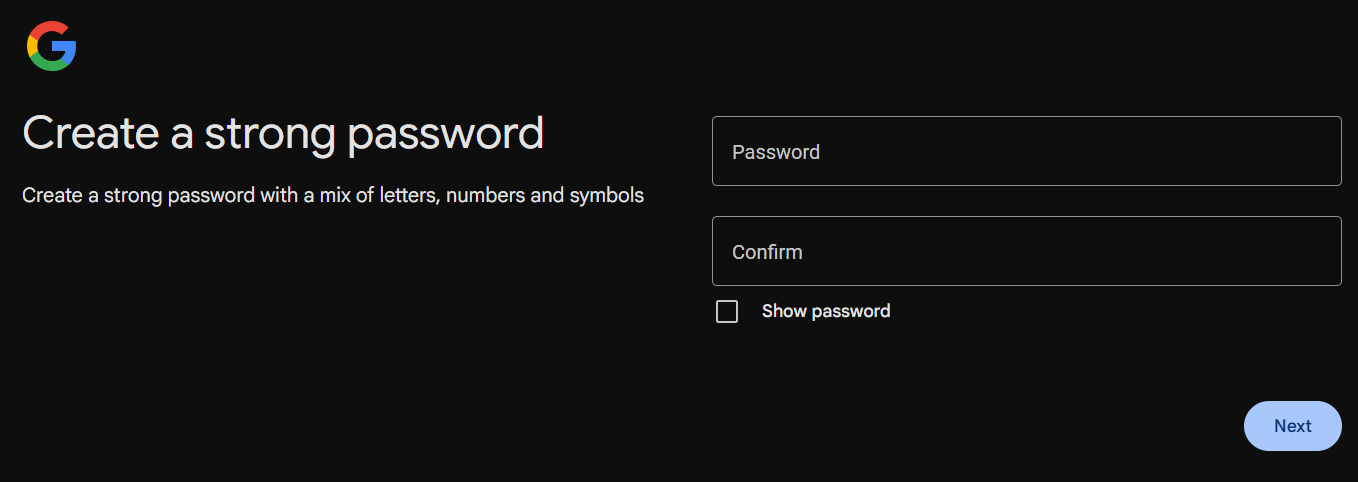 Create a strong password
Create a strong password with a mix of letters, numbers and symbols
Password
Confirm
Show password
Next